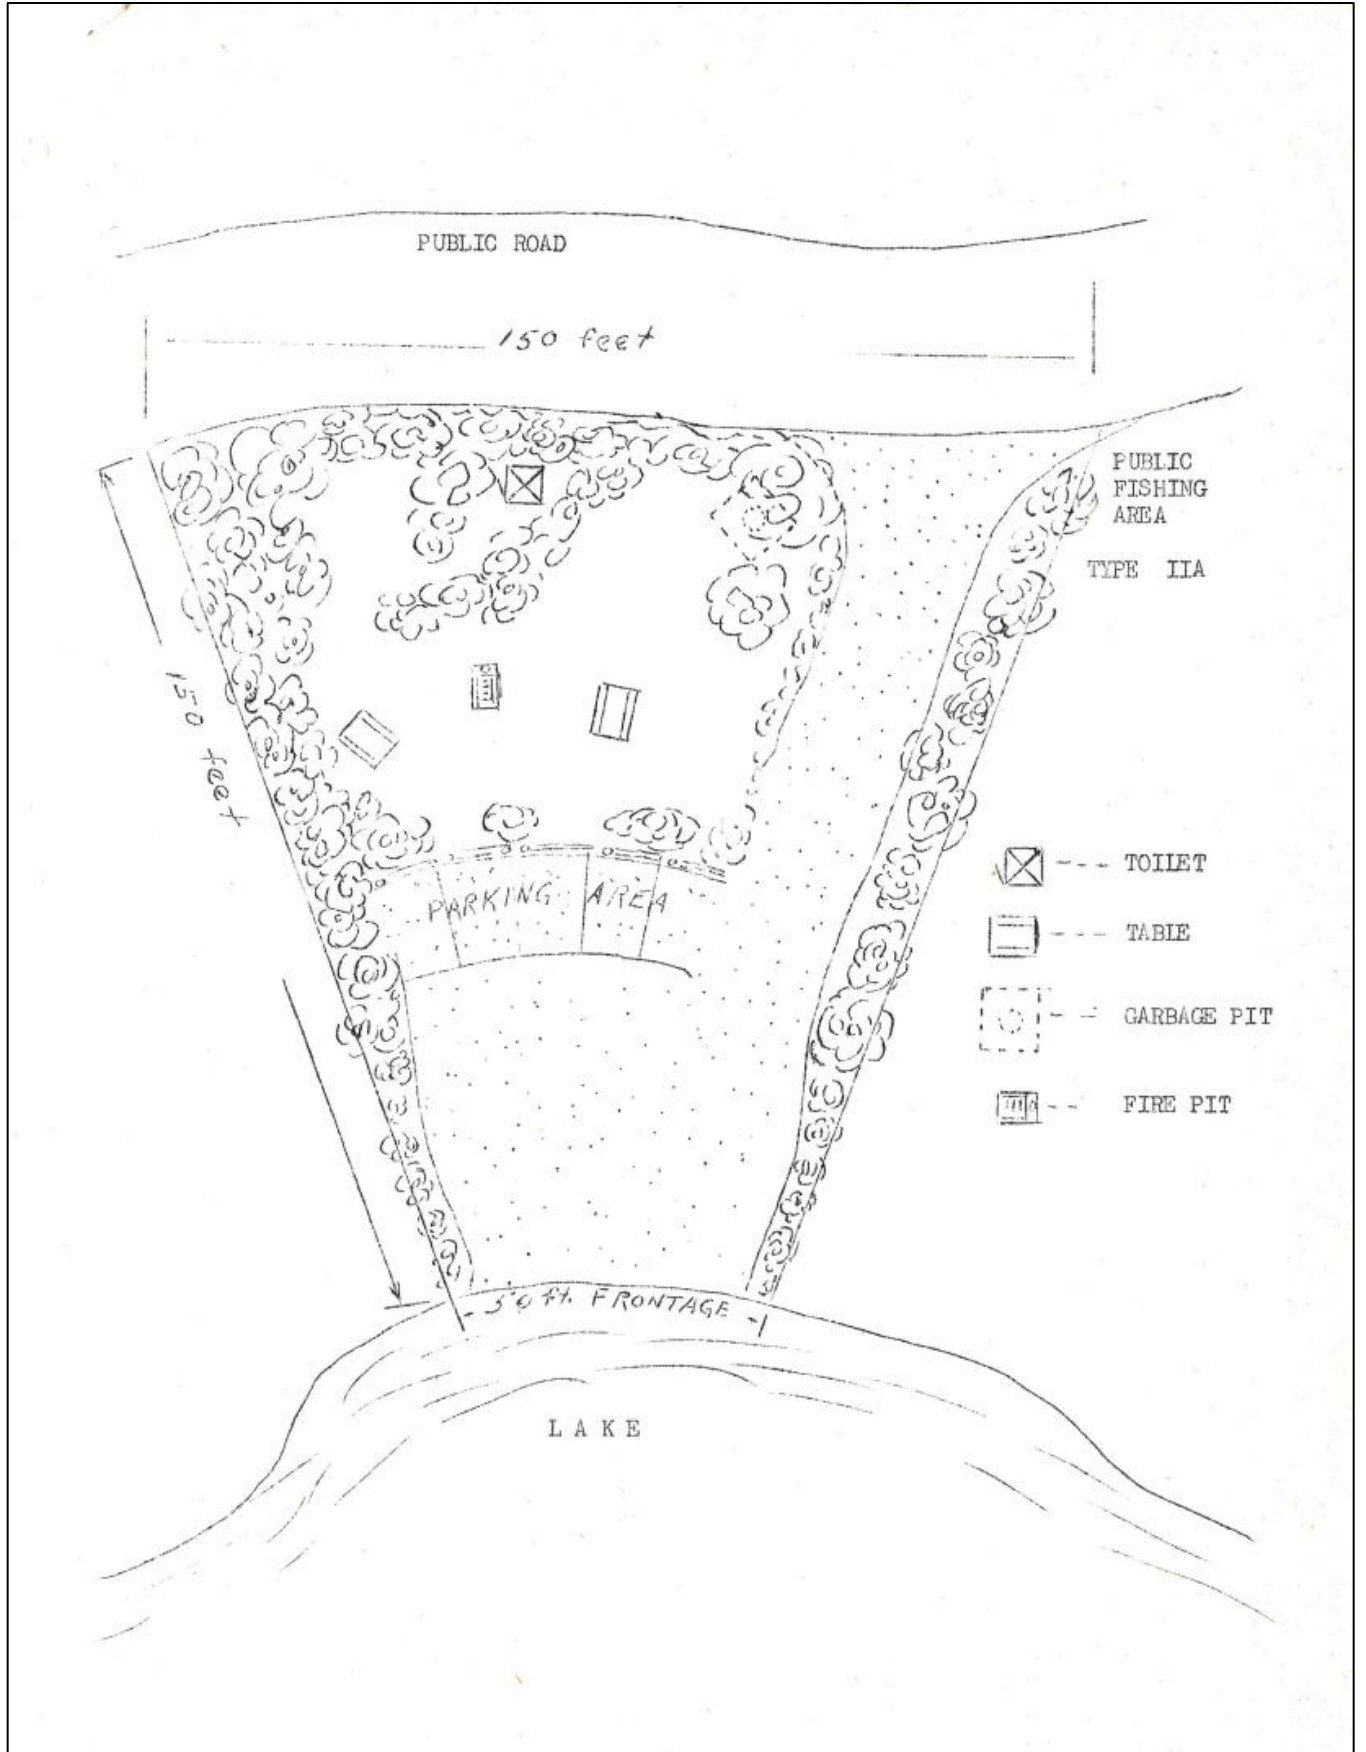 PUBLIC ROAD
150 feet
PUBLIC
FISHING
AREA
TYPE IIA
150 feet
TOILET
PARKING AREA
TABLE
GARBAGE PIT
FIRE PIT
50 ft. FRONTAGE
LAKE